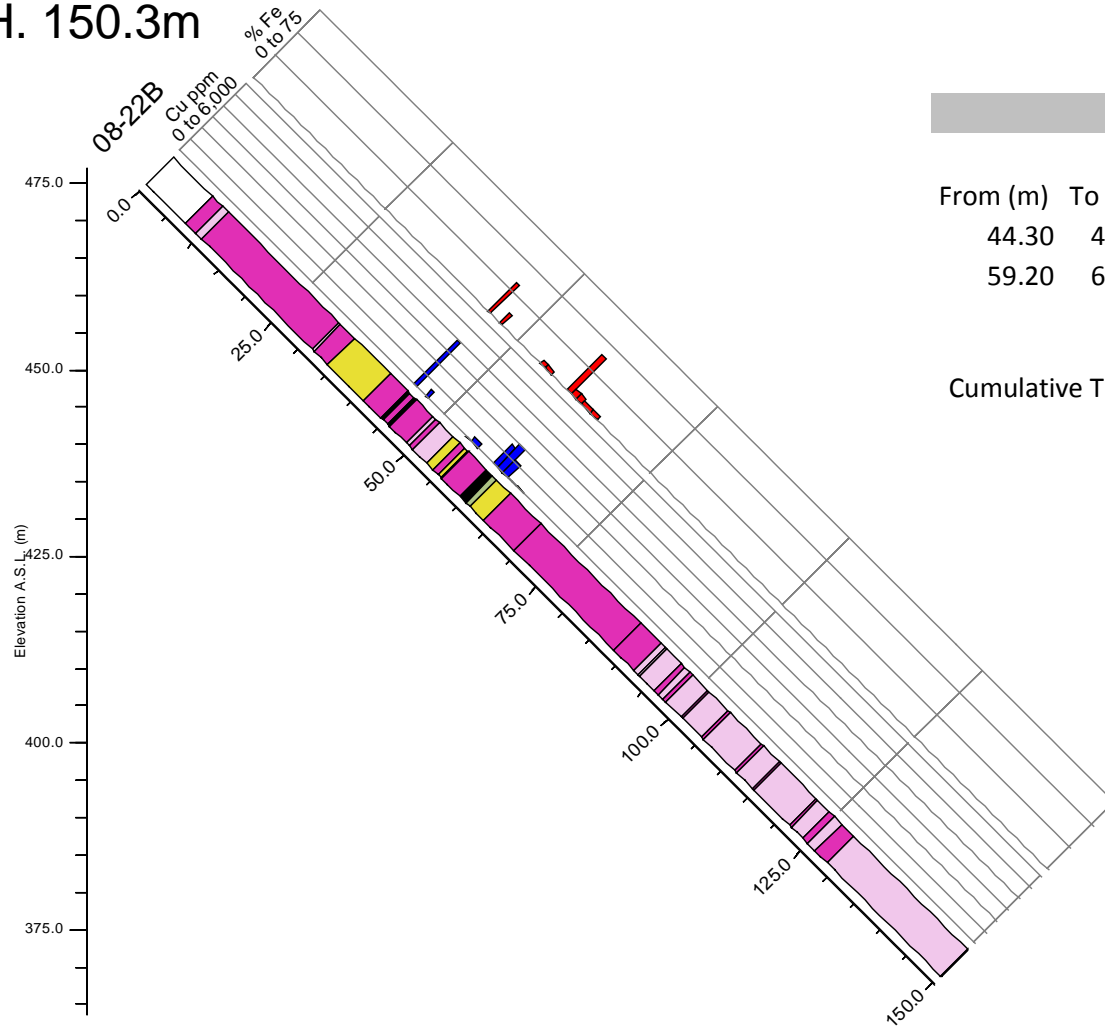 H. 150.3m
% Fe
0 to 75
Cu ppm
0 to 6,000
08-22B
475.0
450.0
425.0
400.0
375.0
Elevation A.S.L. (m)
0.0
25.0
50.0
75.0
100.0
125.0
150.0
From (m) To
44.30 4
59.20 6
Cumulative T